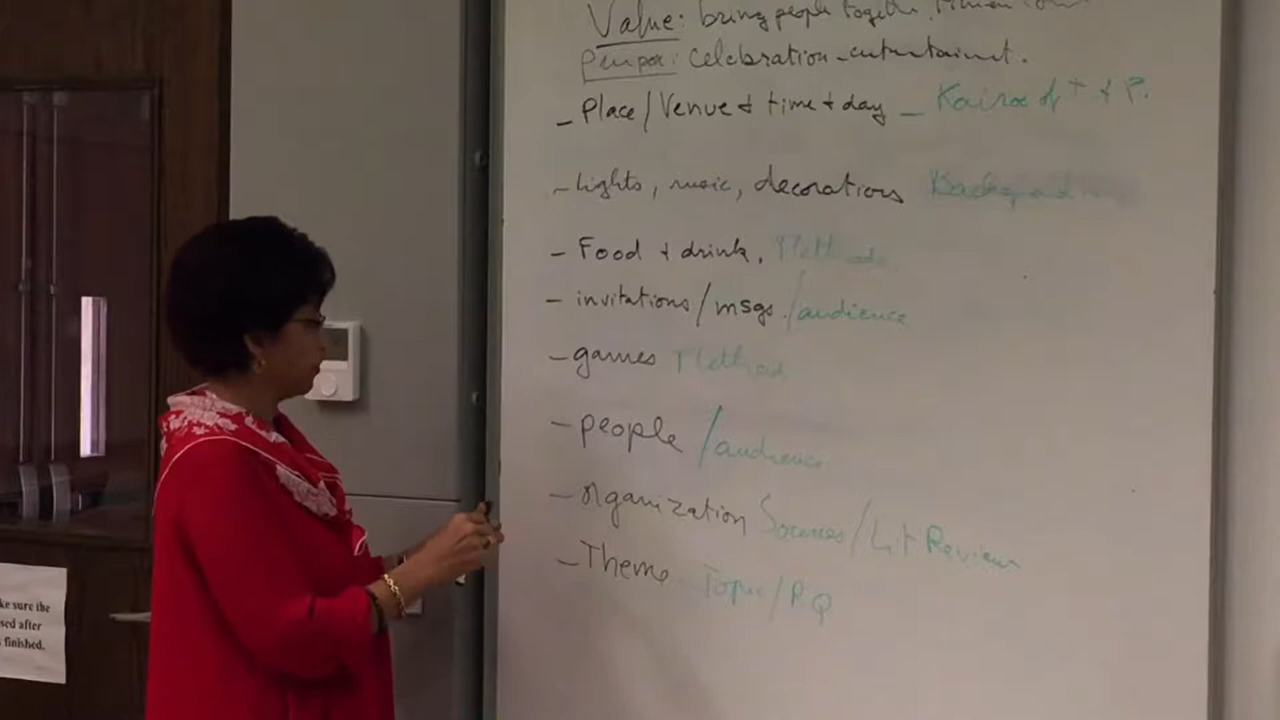 Value: bring people together,
Purpose: celebration - entertainment.
- Place/Venue & time & day - Kairos of T & P.
- Lights, music, decorations Background
- Food & drink. Methods
- invitations/msgs. /audience
- games Method
- people /audience
- Organization Sources/Lit Review
- Theme - Topic/RQ
ke sure the
sed after
finished.